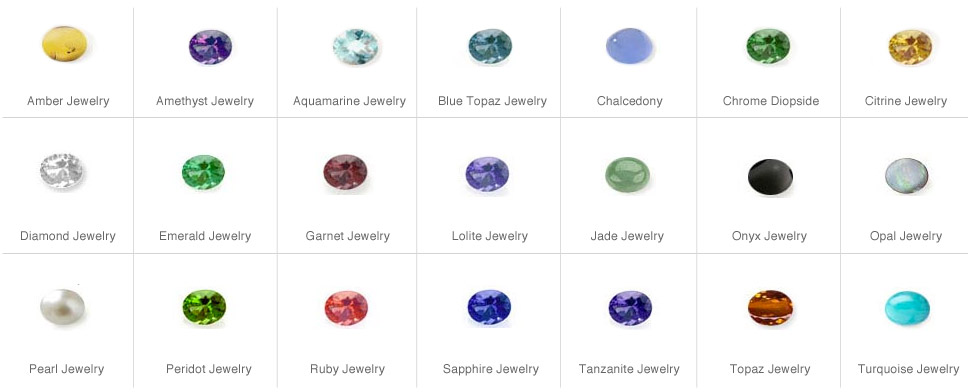 Amber Jewelry
Amethyst Jewelry
Aquamarine Jewelry
Blue Topaz Jewelry
Chalcedony
Chrome Diopside
Citrine Jewelry
Diamond Jewelry
Emerald Jewelry
Garnet Jewelry
Lolite Jewelry
Jade Jewelry
Onyx Jewelry
Opal Jewelry
Pearl Jewelry
Peridot Jewelry
Ruby Jewelry
Sapphire Jewelry
Tanzanite Jewelry
Topaz Jewelry
Turquoise Jewelry